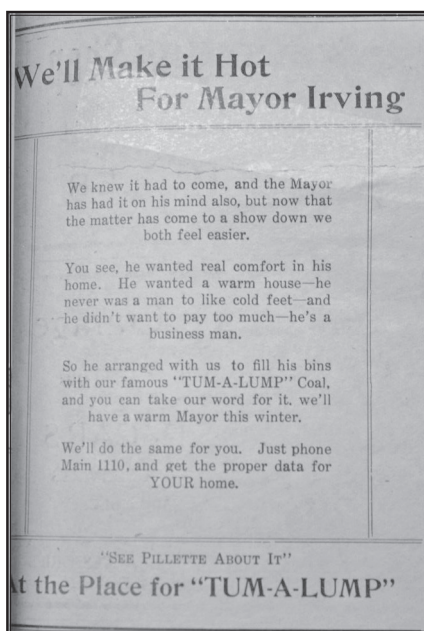 We'll Make it Hot
For Mayor Irving
We knew it had to come, and the Mayor
has had it on his mind also, but now that
the matter has come to a show down we
both feel easier.
You see, he wanted real comfort in his
home. He wanted a warm house—he
never was a man to like cold feet—and
he didn't want to pay too much—he's a
business man.
So he arranged with us to fill his bins
with our famous "TUM-A-LUMP" Coal,
and you can take our word for it, we'll
have a warm Mayor this winter.
We'll do the same for you. Just phone
Main 1110, and get the proper data for
YOUR home.
"SEE PILLETTE ABOUT IT"
At the Place for "TUM-A-LUMP"